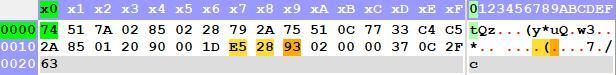 x0 x1 x2 x3 x4 x5 x6 x7 x8 x9 xA xB xC xD xE xF 0123456789ABCDEF
0000 74 51 7A 02 85 02 28 79 2A 75 51 0C 77 33 C4 C5 tQz...(y*uQ.w3..
0010 2A 85 01 20 90 00 1D E5 28 93 02 00 00 37 0C 2F *.. ....(....7./
0020 63 c